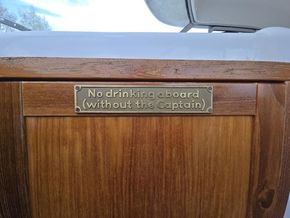 No drinking aboard
(without the Captain)